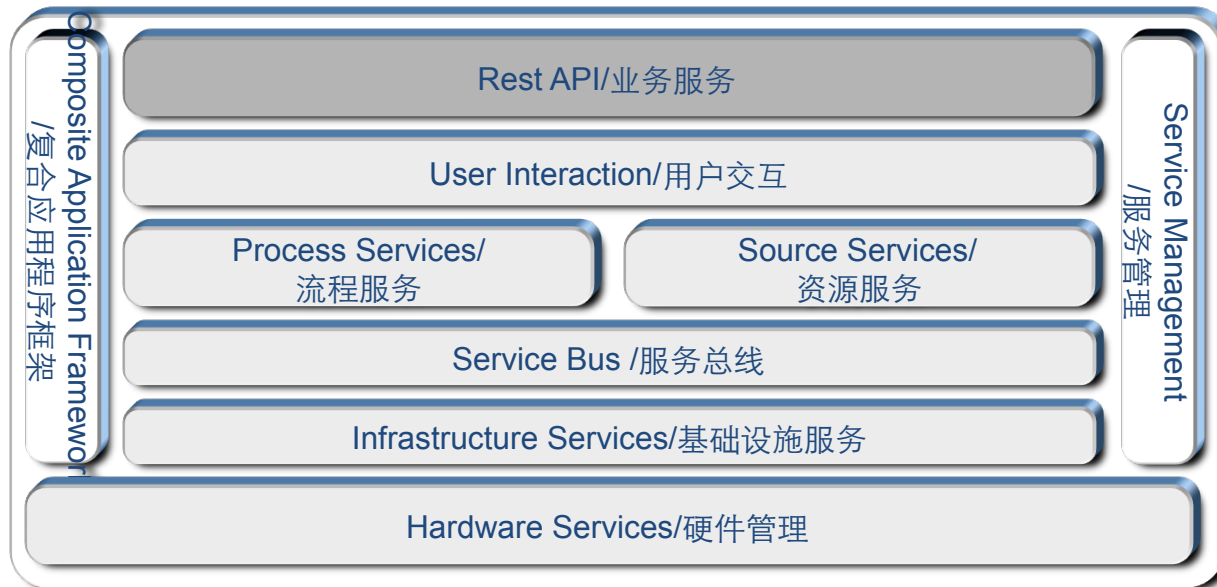 Composite Application Framewor
/复合应用程序框架
Rest API/业务服务
User Interaction/用户交互
Process Services/
流程服务
Source Services/
资源服务
Service Bus /服务总线
Infrastructure Services/基础设施服务
Service Management
/服务管理
Hardware Services/硬件管理